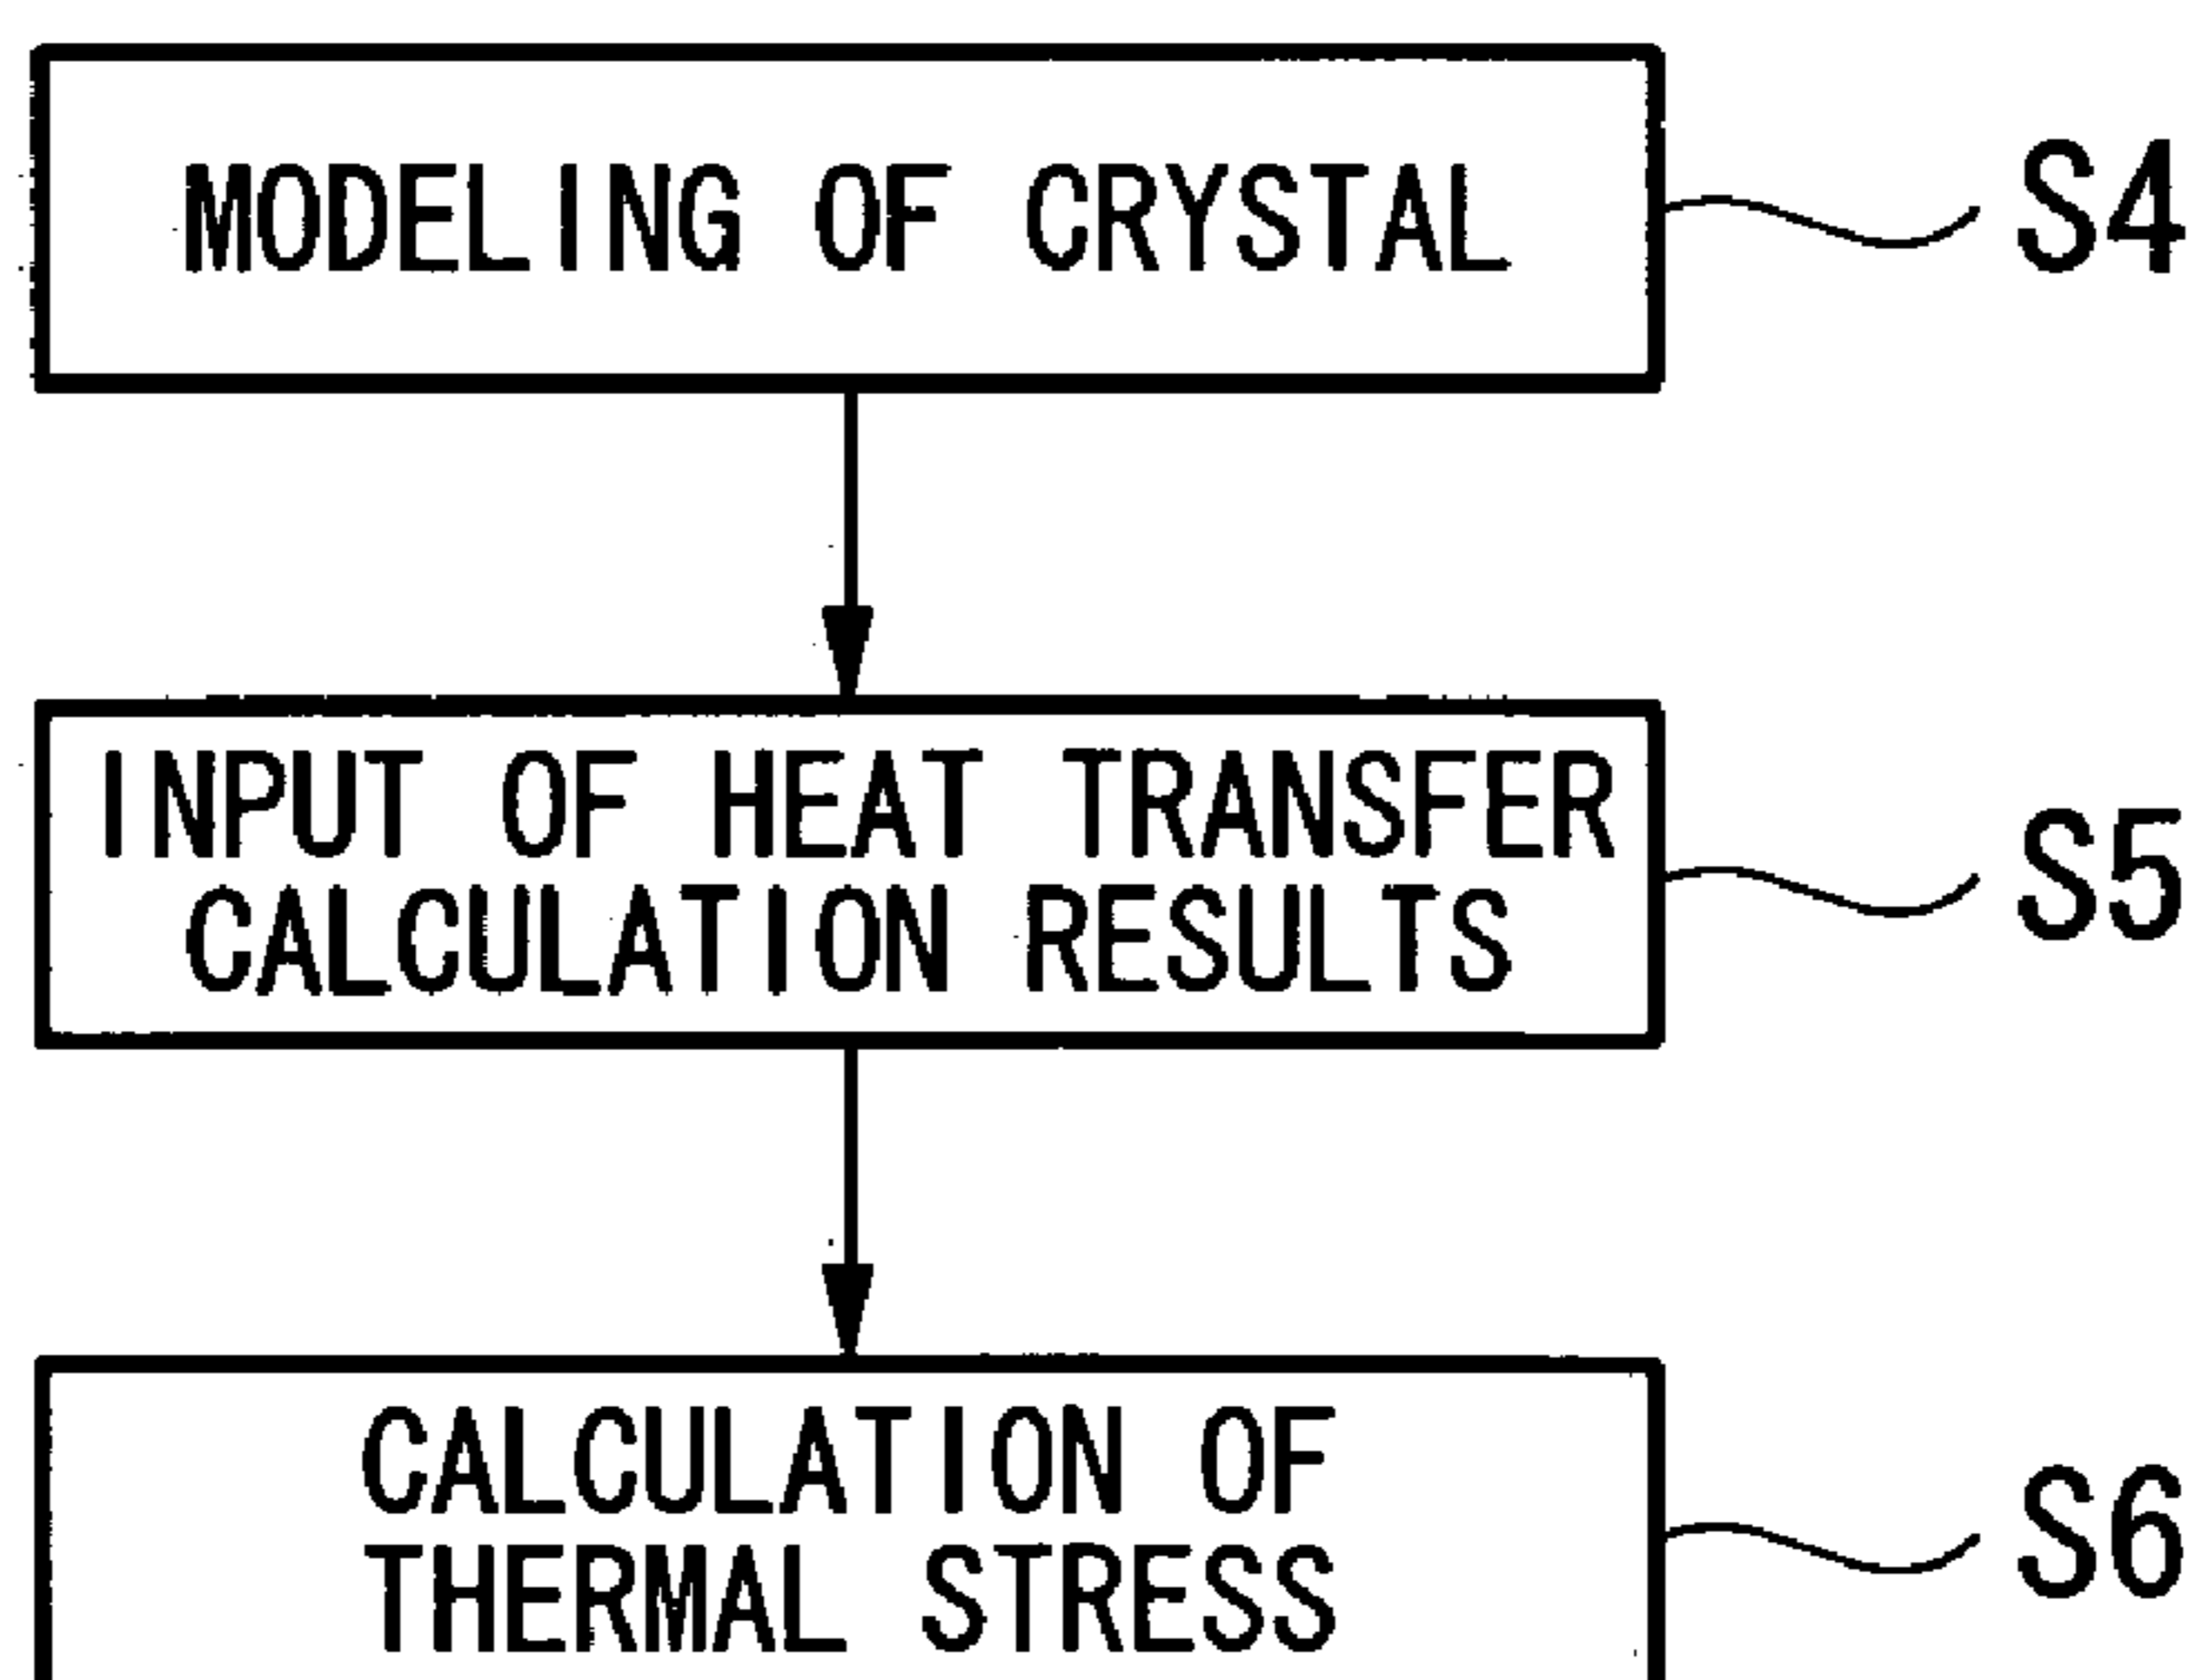 MODELING OF CRYSTAL
S4
INPUT OF HEAT TRANSFER
CALCULATION RESULTS
S5
CALCULATION OF
THERMAL STRESS
S6